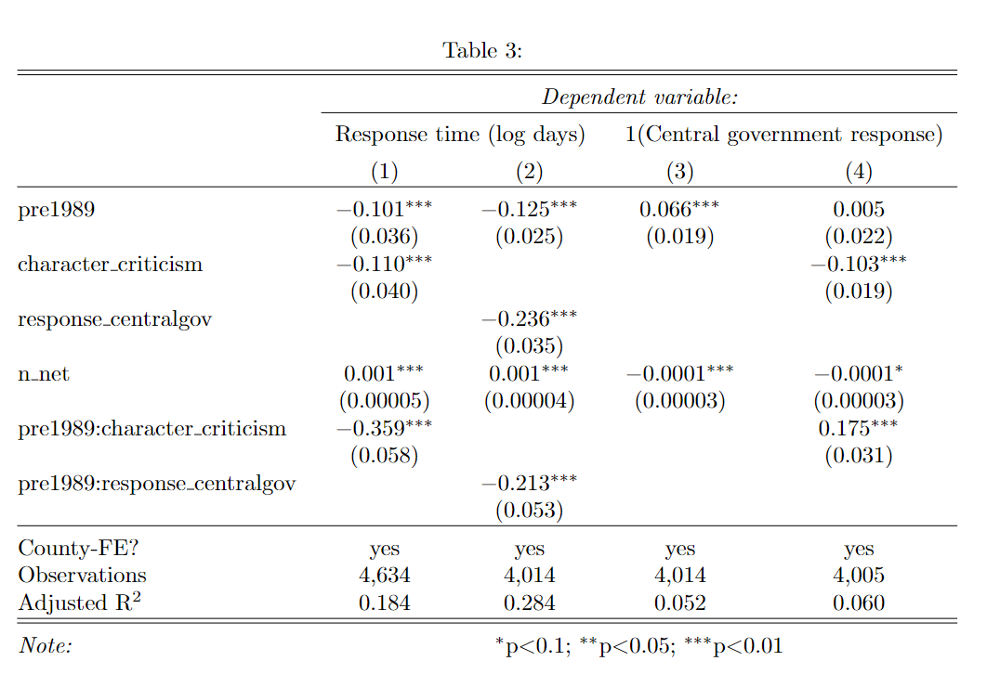 Table 3:
Dependent variable:
Response time (log days) 1(Central government response)
(1) (2) (3) (4)
pre1989 −0.101*** −0.125*** 0.066*** 0.005
(0.036) (0.025) (0.019) (0.022)
character_criticism −0.110*** −0.103***
(0.040) (0.019)
response_centralgov −0.236***
(0.035)
n_net 0.001*** 0.001*** −0.0001*** −0.0001*
(0.00005) (0.00004) (0.00003) (0.00003)
pre1989:character_criticism −0.359*** 0.175***
(0.058) (0.031)
pre1989:response_centralgov −0.213***
(0.053)
County-FE? yes yes yes yes
Observations 4,634 4,014 4,014 4,005
Adjusted R² 0.184 0.284 0.052 0.060
Note: *p<0.1; **p<0.05; ***p<0.01